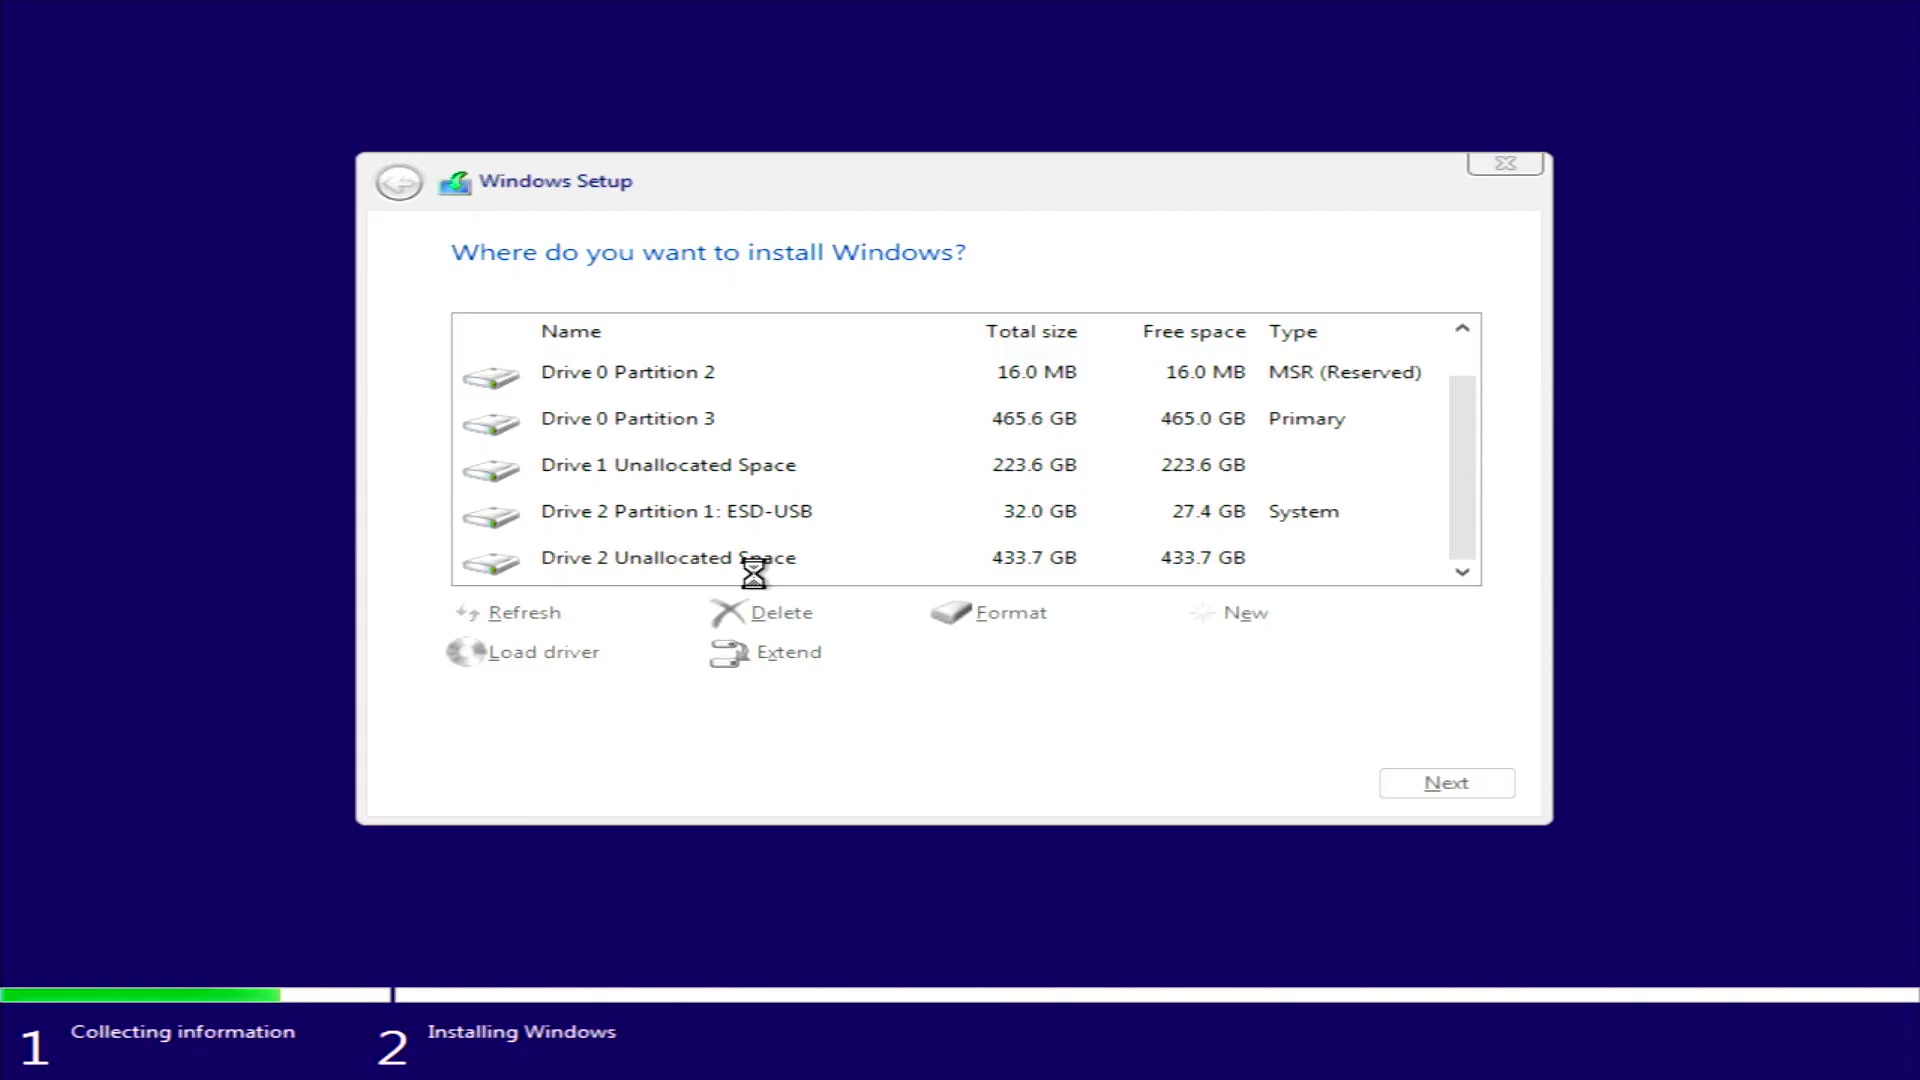 Windows Setup
Where do you want to install Windows?
Name Total size Free space Type
Drive 0 Partition 2 16.0 MB 16.0 MB MSR (Reserved)
Drive 0 Partition 3 465.6 GB 465.0 GB Primary
Drive 1 Unallocated Space 223.6 GB 223.6 GB
Drive 2 Partition 1: ESD-USB 32.0 GB 27.4 GB System
Drive 2 Unallocated Space 433.7 GB 433.7 GB
Refresh Delete Format New
Load driver Extend
Next
1 Collecting information 2 Installing Windows